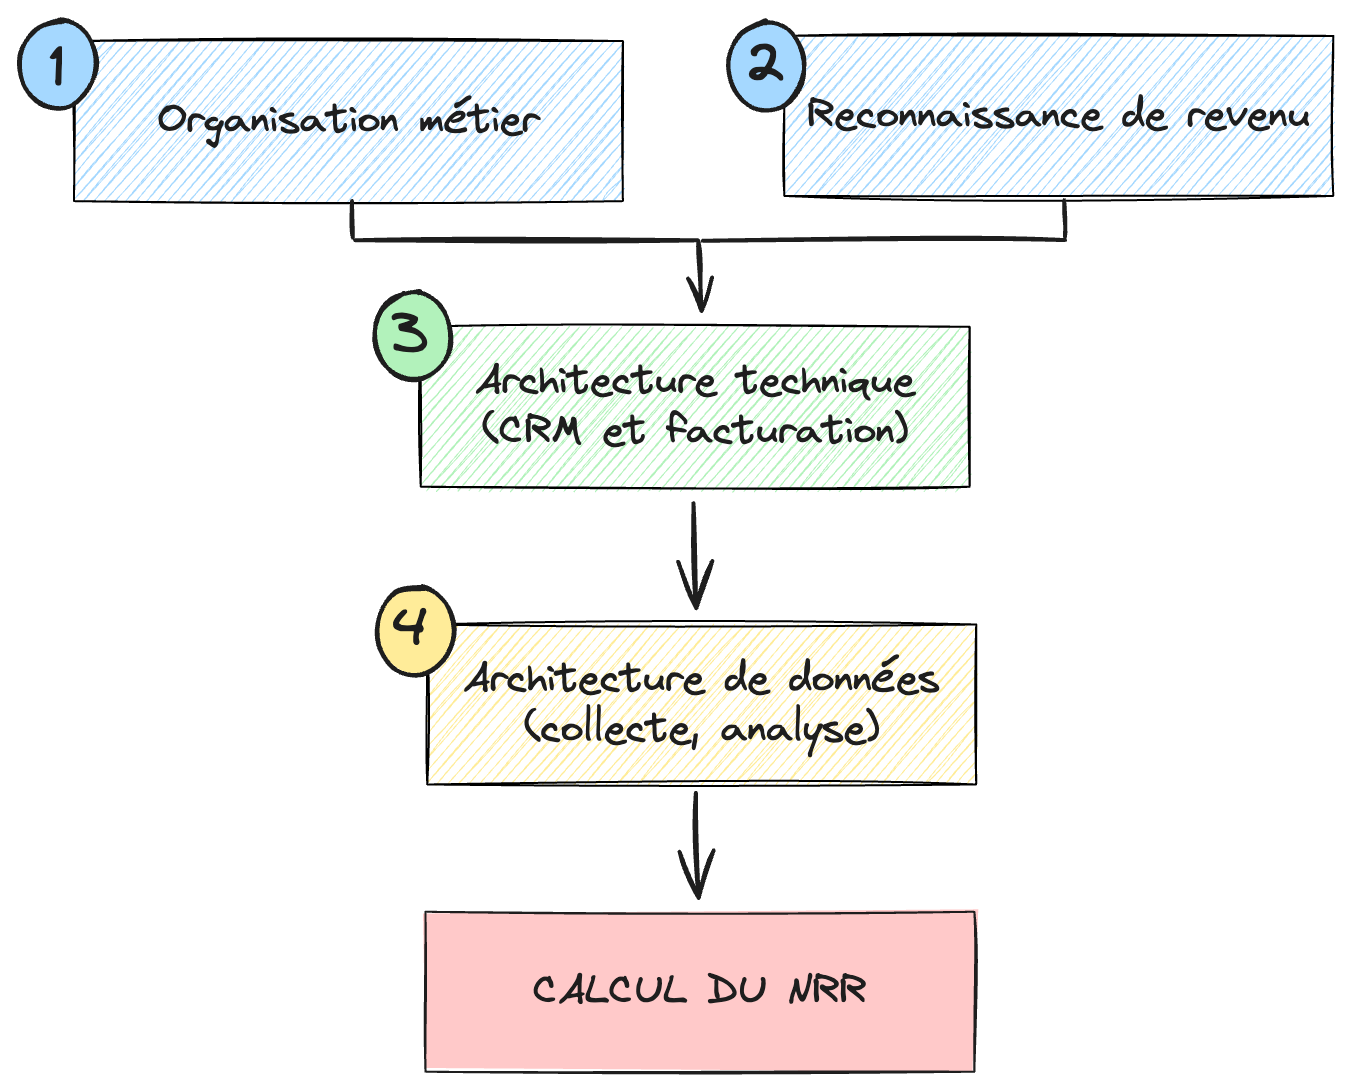 1
Organisation métier
2
Reconnaissance de revenu
3
Architecture technique
(CRM et facturation)
4
Architecture de données
(collecte, analyse)
CALCUL DU NRR